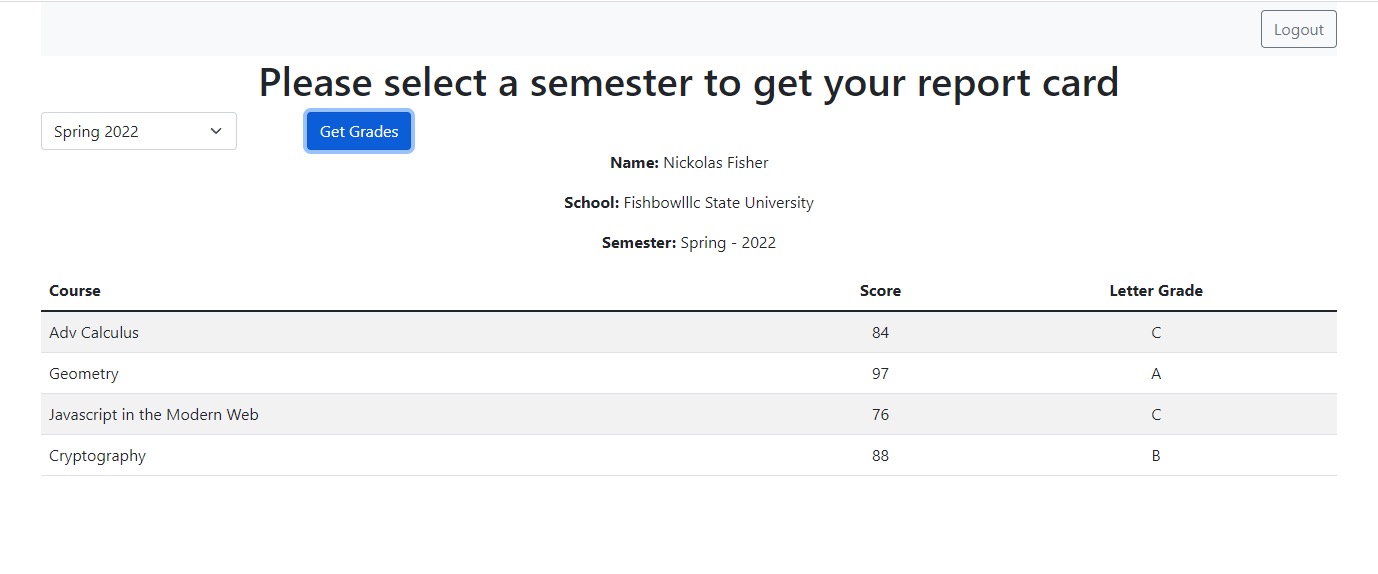 Logout
Please select a semester to get your report card
Spring 2022
Get Grades
Name: Nickolas Fisher
School: Fishbowlllc State University
Semester: Spring - 2022
Course Score Letter Grade
Adv Calculus 84 C
Geometry 97 A
Javascript in the Modern Web 76 C
Cryptography 88 B